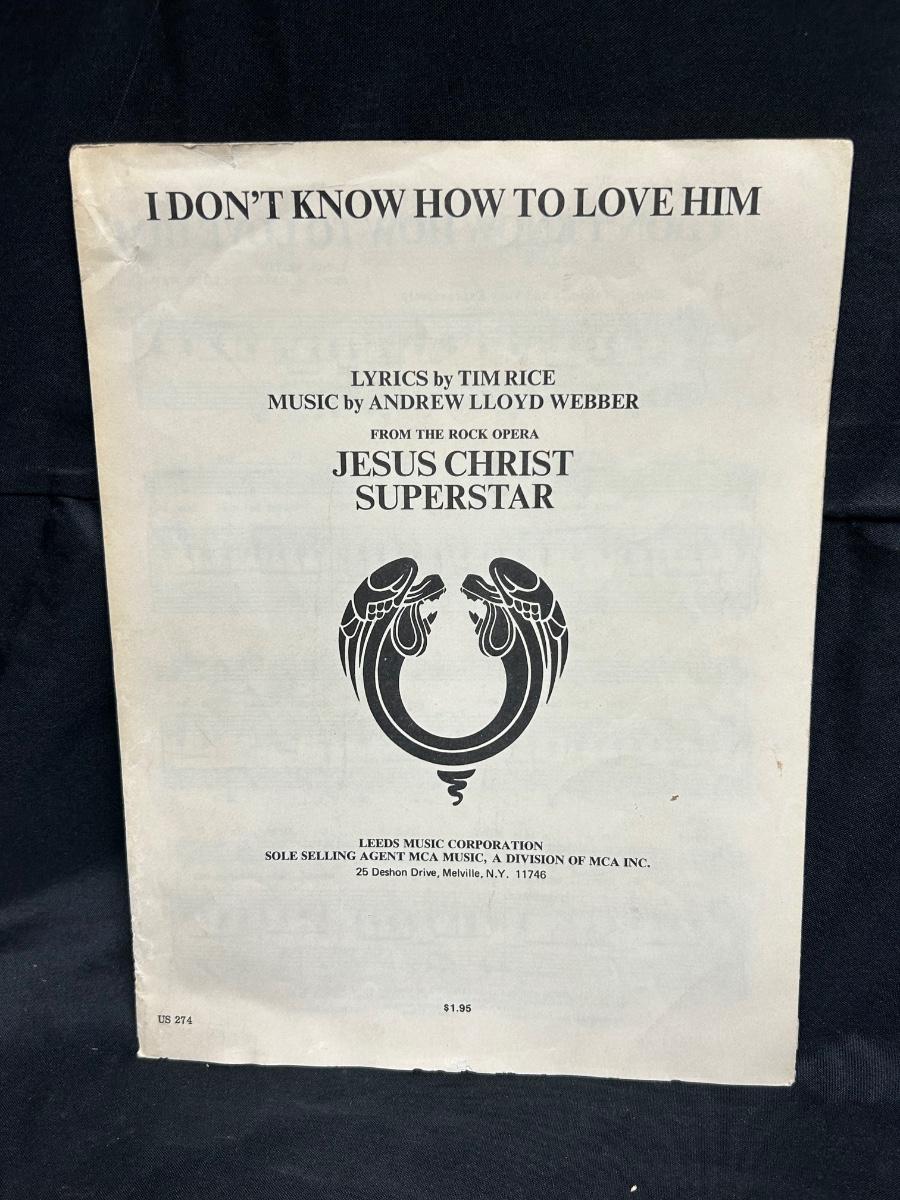 I DON'T KNOW HOW TO LOVE HIM
LYRICS by TIM RICE
MUSIC by ANDREW LLOYD WEBBER
FROM THE ROCK OPERA
JESUS CHRIST
SUPERSTAR
LEEDS MUSIC CORPORATION
SOLE SELLING AGENT MCA MUSIC, A DIVISION OF MCA INC.
25 Deshon Drive, Melville, N.Y. 11746
$1.95
US 274